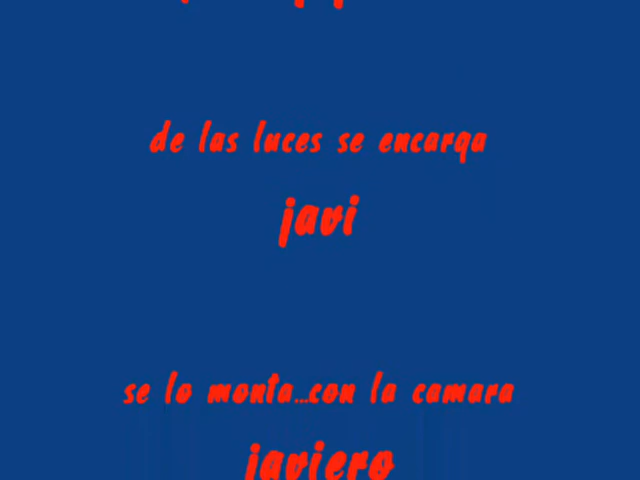 de las luces se encarga
javi
se lo monta...con la camara
javiero